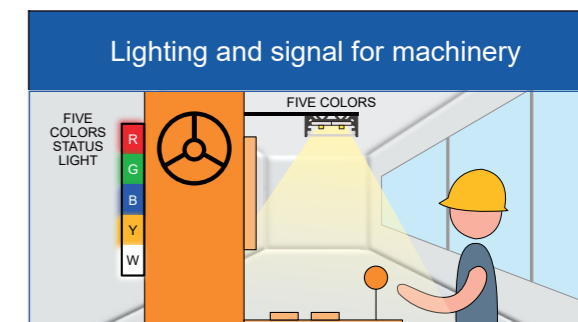 Lighting and signal for machinery
FIVE COLORS
FIVE
COLORS
STATUS
LIGHT
R
G
B
Y
W